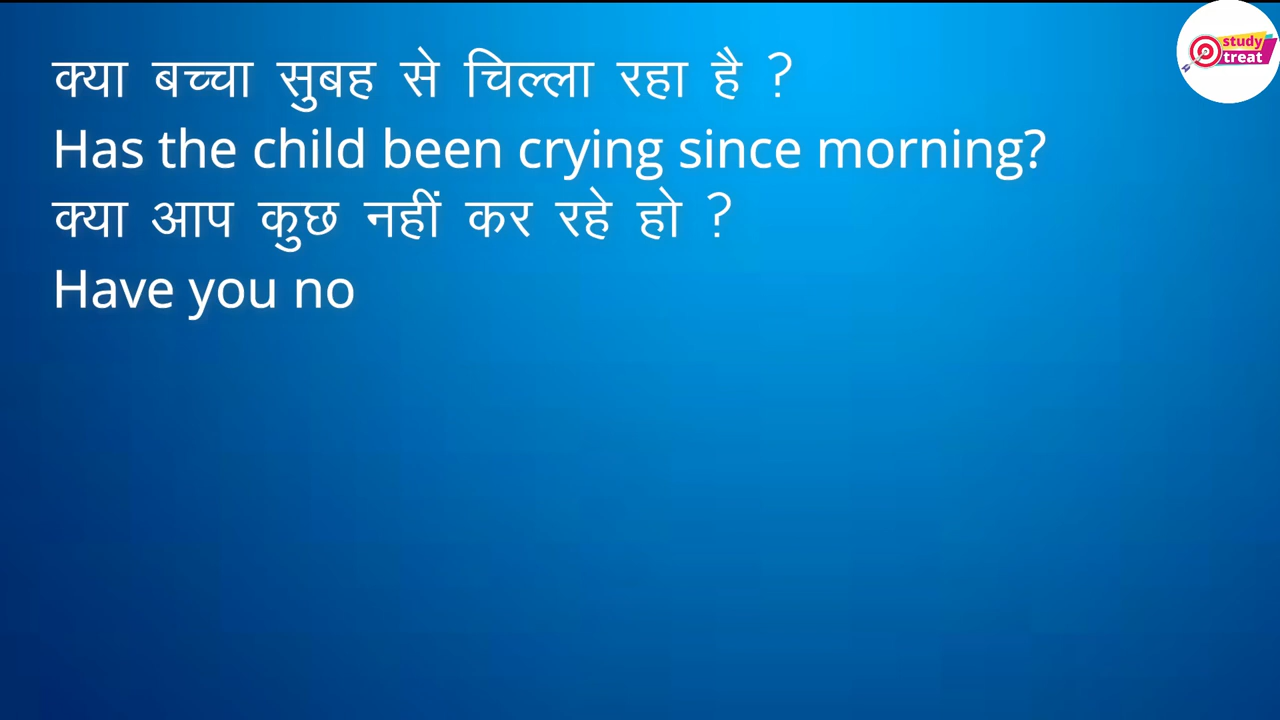 क्या बच्चा सुबह से चिल्ला रहा है ?
Has the child been crying since morning?
क्या आप कुछ नहीं कर रहे हो ?
Have you no
study
treat